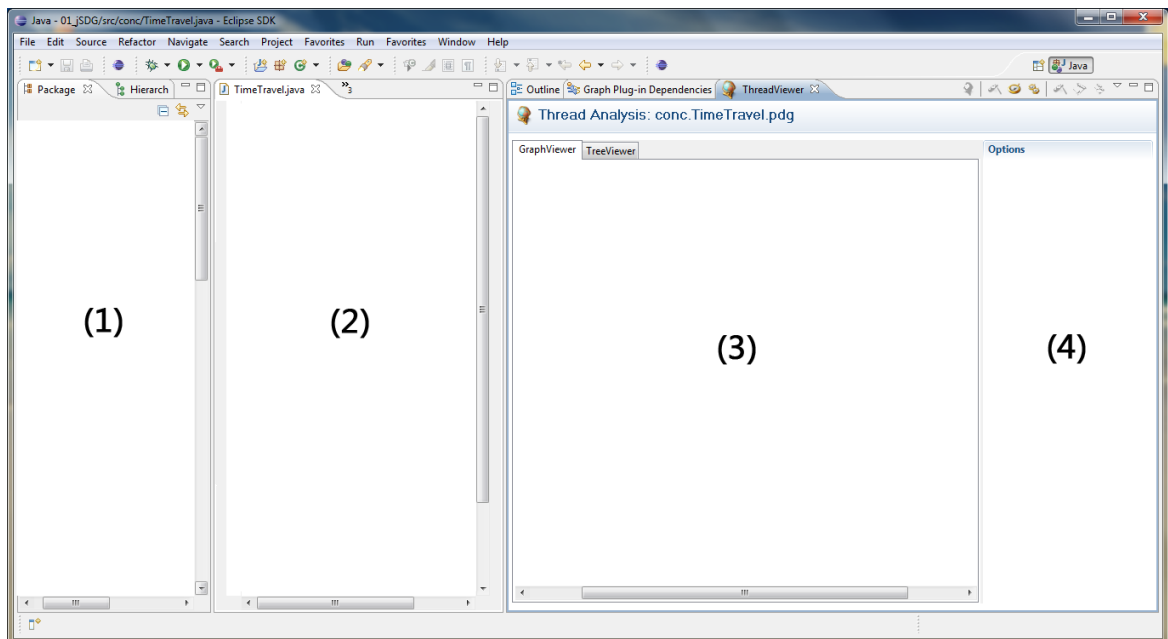 Java - 01_jSDG/src/conc/TimeTravel.java - Eclipse SDK
File Edit Source Refactor Navigate Search Project Favorites Run Favorites Window Help
Java
Package Hierarch TimeTravel.java »3 Outline Graph Plug-in Dependencies ThreadViewer
Thread Analysis: conc.TimeTravel.pdg
GraphViewer TreeViewer Options
(1) (2) (3) (4)